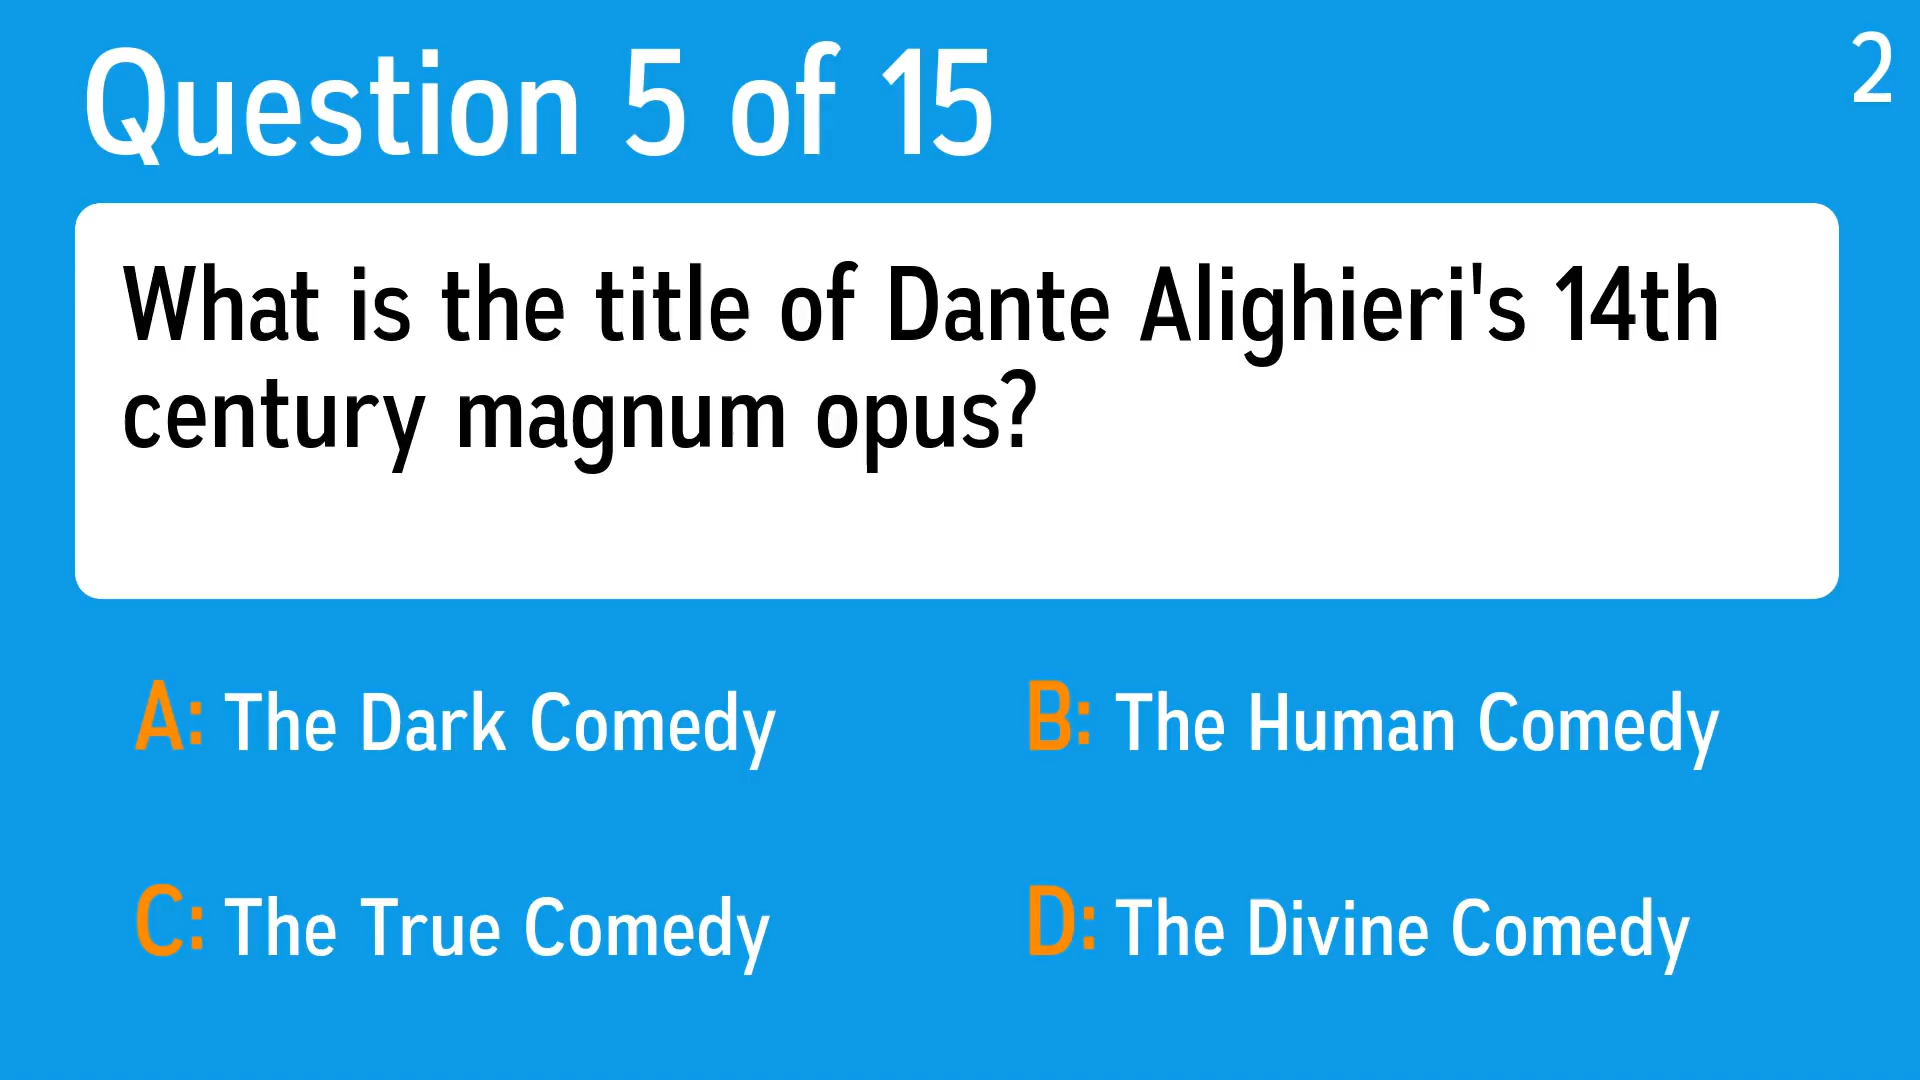 Question 5 of 15
2
What is the title of Dante Alighieri's 14th
century magnum opus?
A: The Dark Comedy
B: The Human Comedy
C: The True Comedy
D: The Divine Comedy